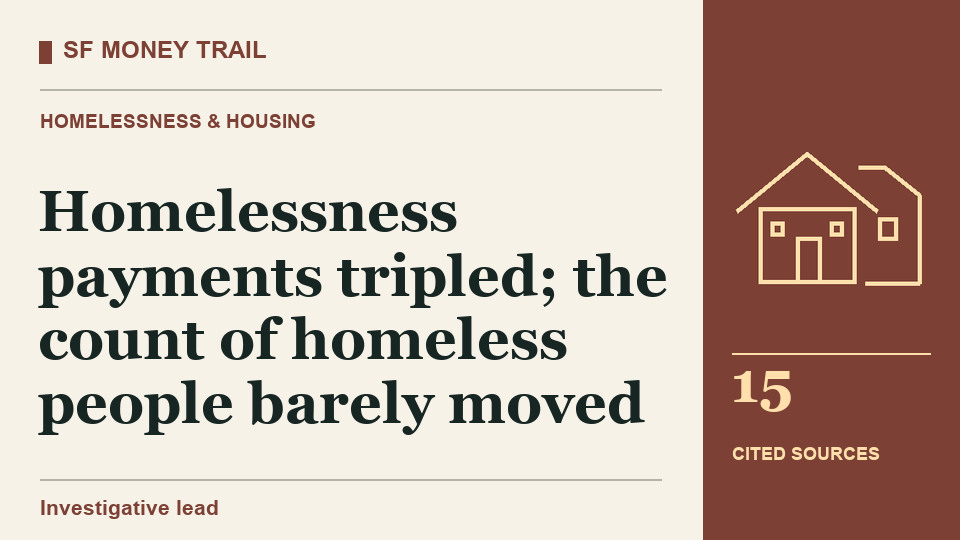 SF MONEY TRAIL
HOMELESSNESS & HOUSING
Homelessness
payments tripled; the
count of homeless
people barely moved
Investigative lead
15
CITED SOURCES